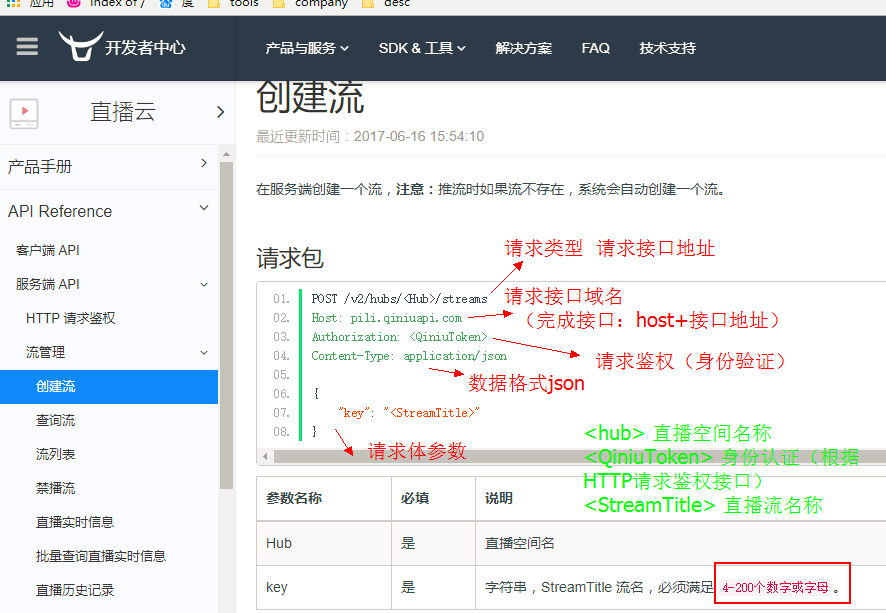 应用 Index of / 度 tools company desc
开发者中心 产品与服务 SDK & 工具 解决方案 FAQ 技术支持
直播云
产品手册
API Reference
客户端 API
服务端 API
HTTP 请求鉴权
流管理
创建流
查询流
流列表
禁播流
直播实时信息
批量查询直播实时信息
直播历史记录
创建流
最近更新时间：2017-06-16 15:54:10
在服务端创建一个流，注意：推流时如果流不存在，系统会自动创建一个流。
请求包
请求类型 请求接口地址
01. POST /v2/hubs/<Hub>/streams
请求接口域名
02. Host: pili.qiniuapi.com
（完成接口：host+接口地址）
03. Authorization: <QiniuToken>
请求鉴权（身份验证）
04. Content-Type: application/json
数据格式json
05.
06. {
07. "key": "<StreamTitle>"
08. }
请求体参数
<hub> 直播空间名称
<QiniuToken> 身份认证（根据
HTTP请求鉴权接口）
<StreamTitle> 直播流名称
参数名称 必填 说明
Hub 是 直播空间名
key 是 字符串，StreamTitle 流名，必须满足 4-200个数字或字母 。